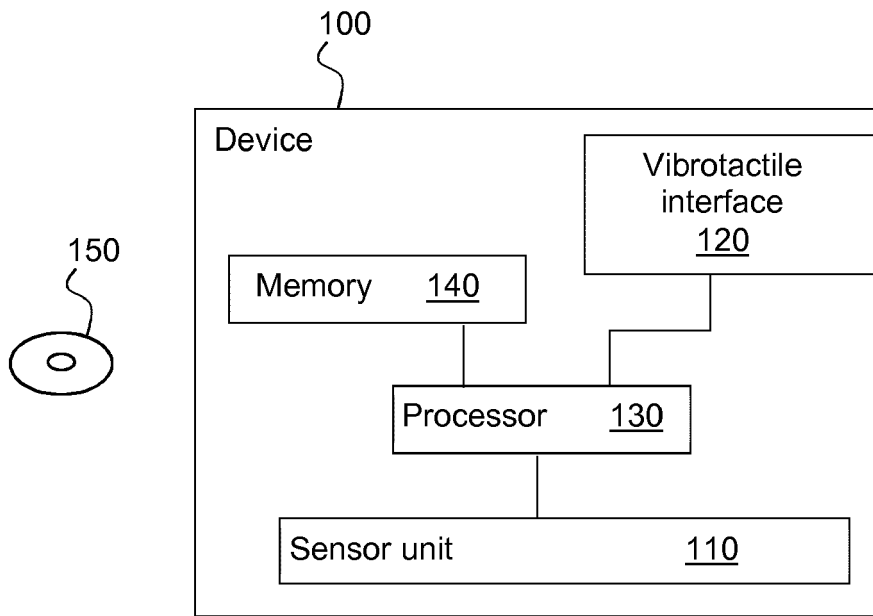 100
Device
Vibrotactile
interface
120
150
Memory 140
Processor 130
Sensor unit 110